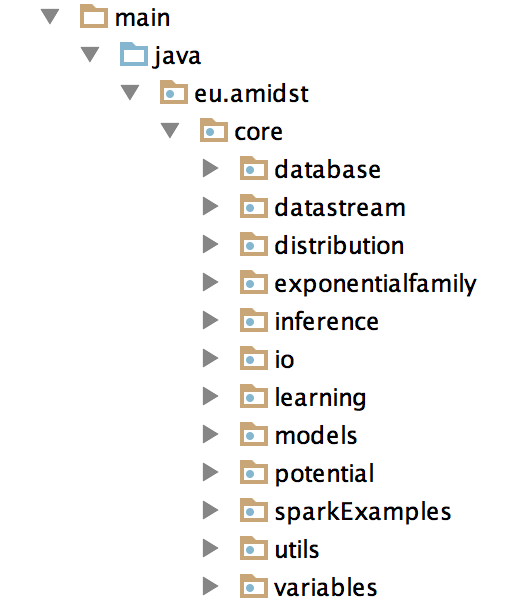 main
java
eu.amidst
core
database
datastream
distribution
exponentialfamily
inference
io
learning
models
potential
sparkExamples
utils
variables